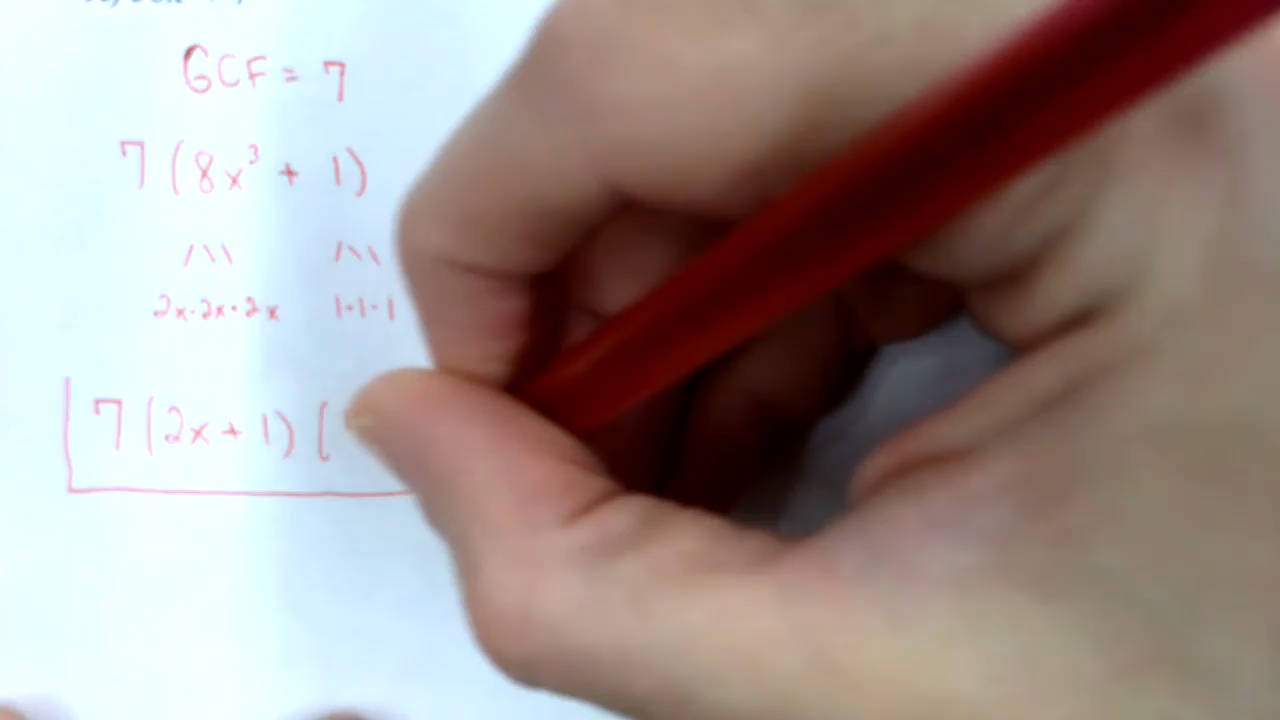 GCF = 7
7 (8x³ + 1)
2x·2x·2x 1·1·1
7 (2x + 1) (